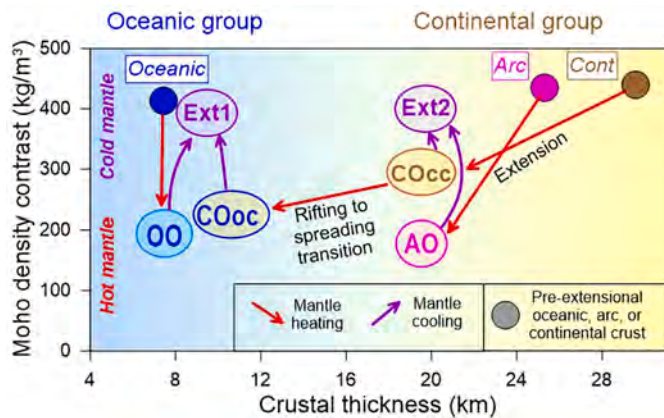 Oceanic group
Continental group
Moho density contrast (kg/m³)
500
400
300
200
100
0
Cold mantle
Hot mantle
Oceanic
Ext1
Ext2
Arc
Cont
COcc
Extension
COoc
OO
AO
Rifting to
spreading
transition
Mantle
heating
Mantle
cooling
Pre-extensional
oceanic, arc, or
continental crust
4
8
12
16
20
24
28
Crustal thickness (km)